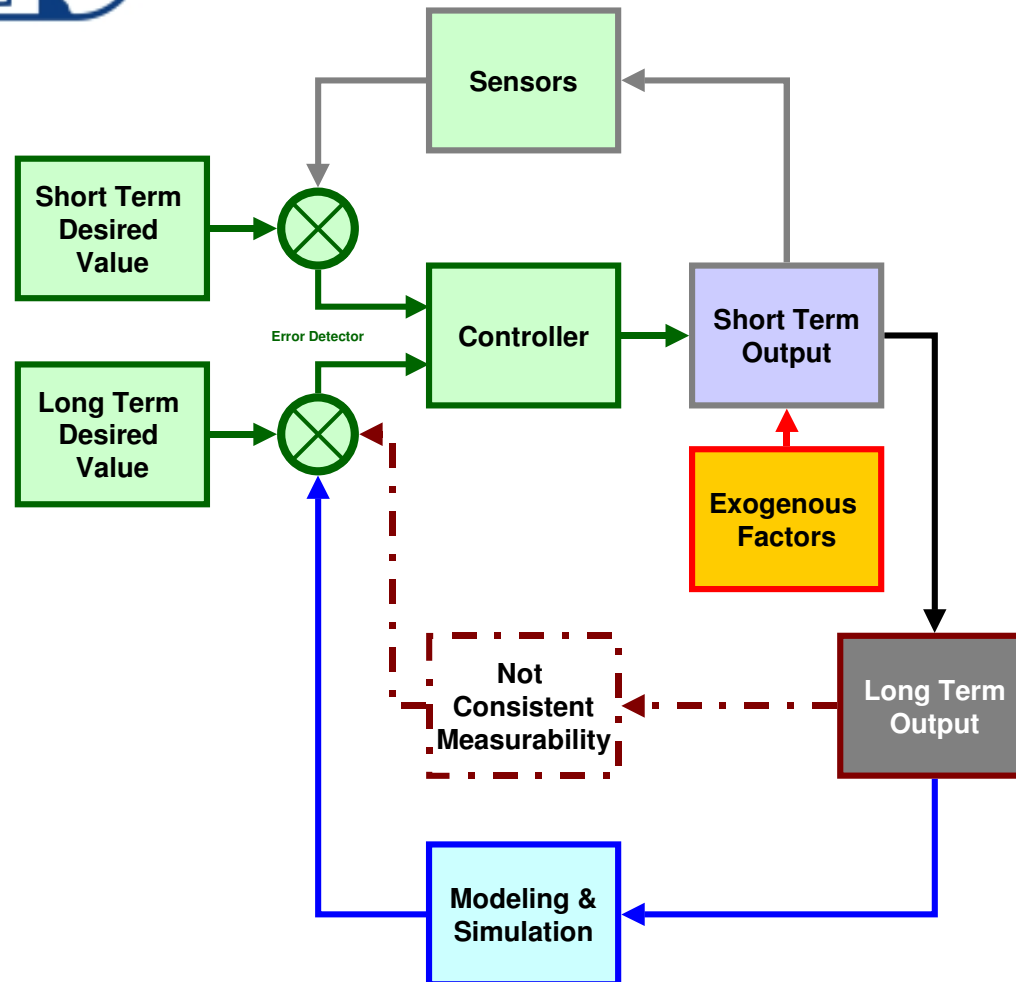 Sensors
Short Term
Desired
Value
Error Detector
Controller
Short Term
Output
Long Term
Desired
Value
Exogenous
Factors
Not
Consistent
Measurability
Long Term
Output
Modeling &
Simulation